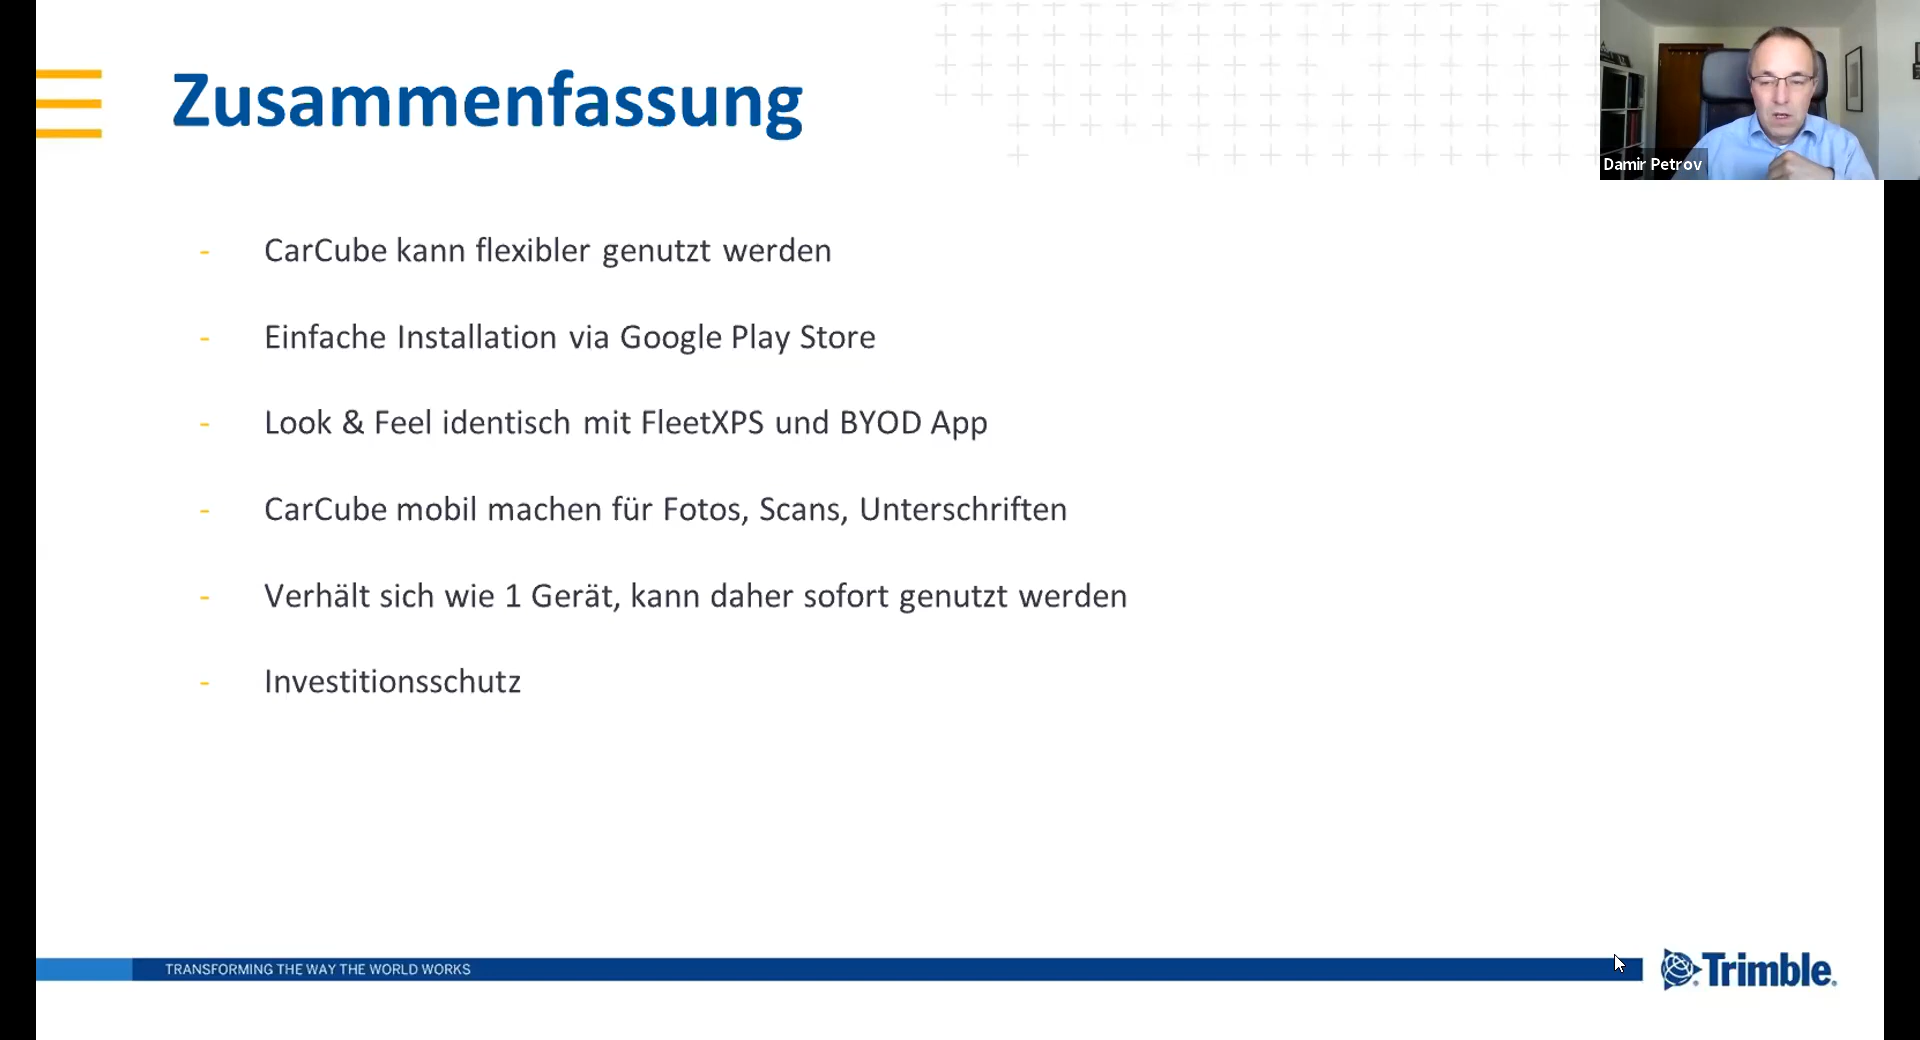 Zusammenfassung
Damir Petrov
- CarCube kann flexibler genutzt werden
- Einfache Installation via Google Play Store
- Look & Feel identisch mit FleetXPS und BYOD App
- CarCube mobil machen für Fotos, Scans, Unterschriften
- Verhält sich wie 1 Gerät, kann daher sofort genutzt werden
- Investitionsschutz
TRANSFORMING THE WAY THE WORLD WORKS
Trimble